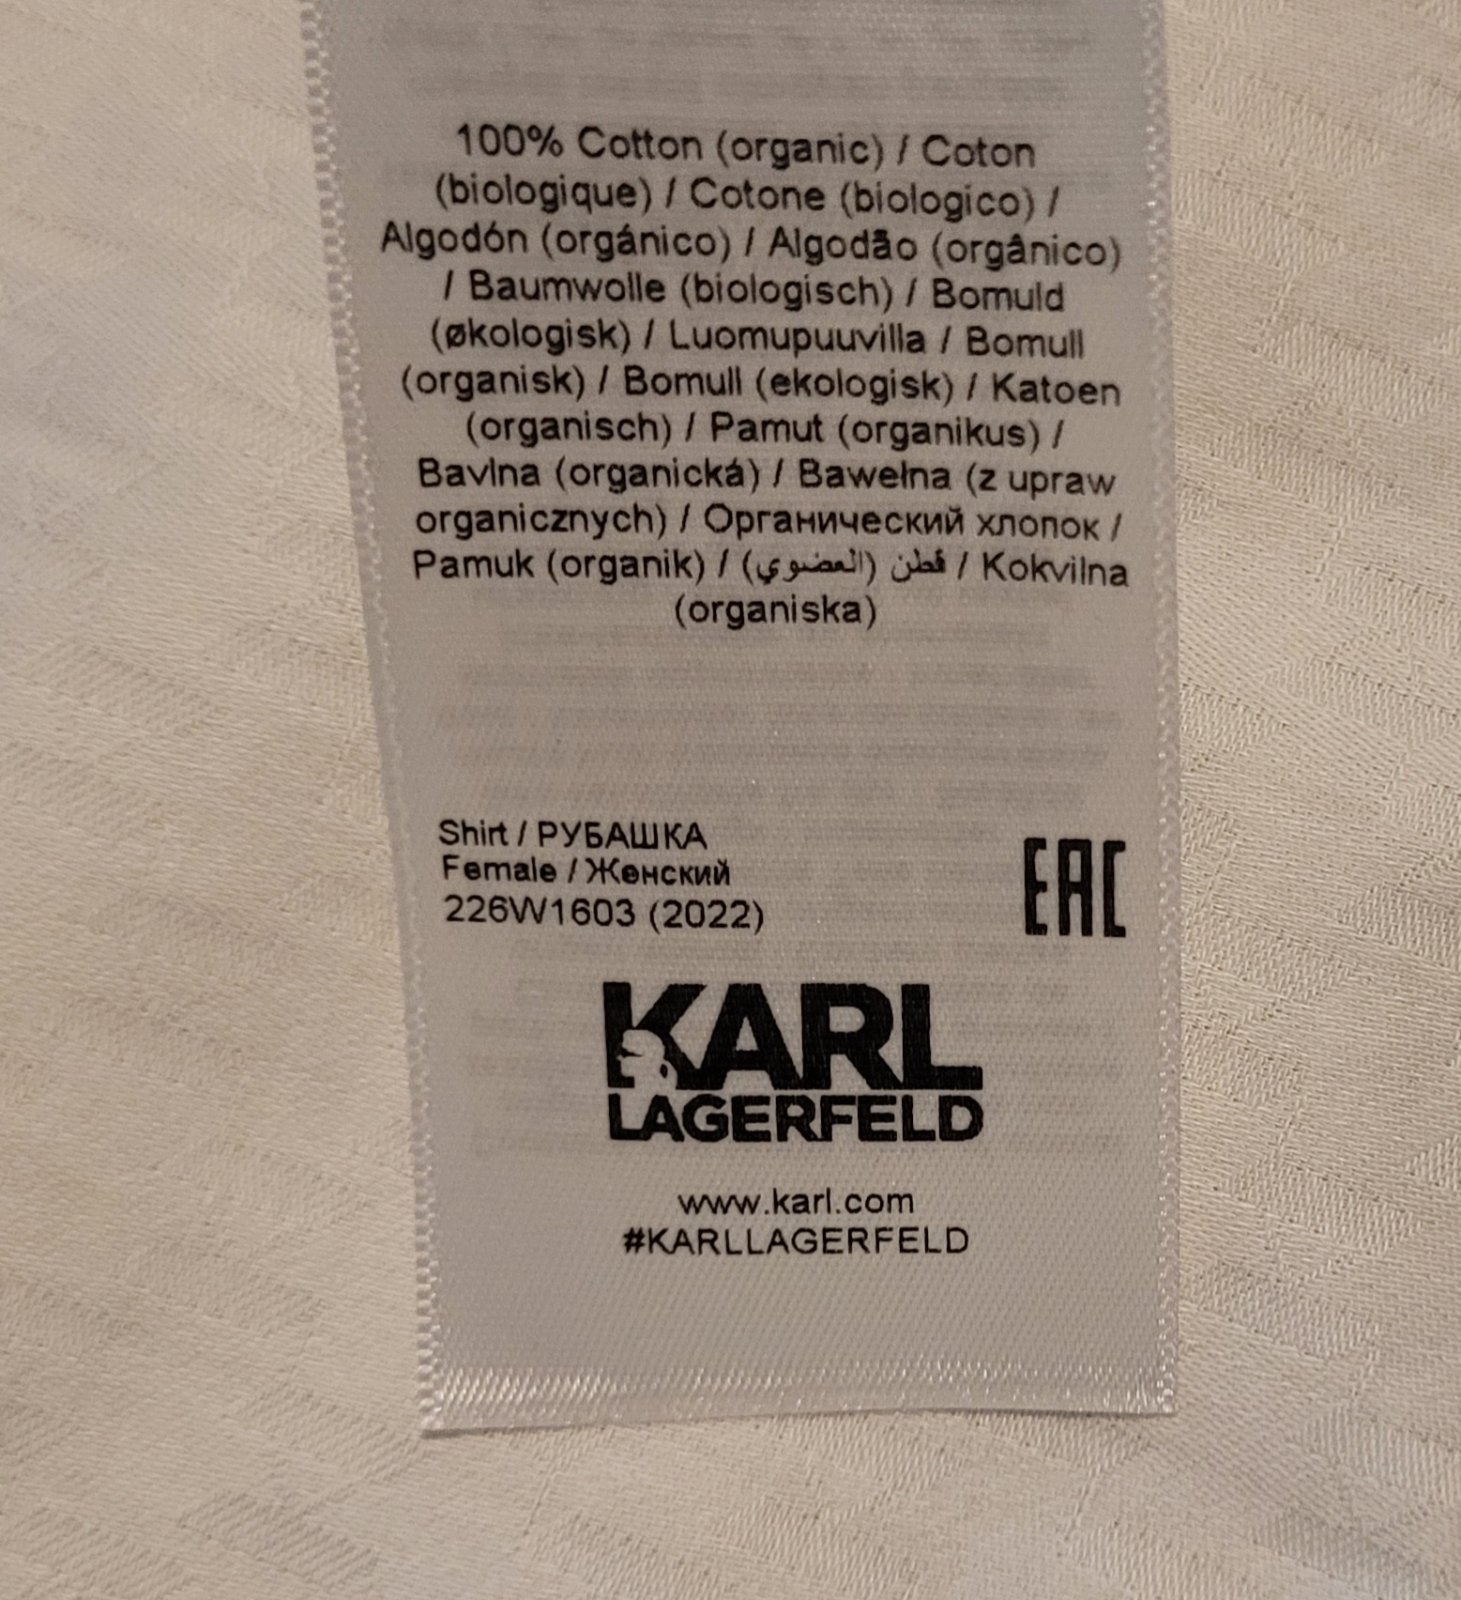 100% Cotton (organic) / Coton
(biologique) / Cotone (biologico) /
Algodón (orgánico) / Algodão (orgânico)
/ Baumwolle (biologisch) / Bomuld
(økologisk) / Luomupuuvilla / Bomull
(organisk) / Bomull (ekologisk) / Katoen
(organisch) / Pamut (organikus) /
Bavlna (organická) / Bawełna (z upraw
organicznych) / Органический хлопок /
Pamuk (organik) / قطن (العضوي) / Kokvilna
(organiska)
Shirt / РУБАШКА
Female / Женский
226W1603 (2022)
EAC
KARL
LAGERFELD
www.karl.com
#KARLLAGERFELD